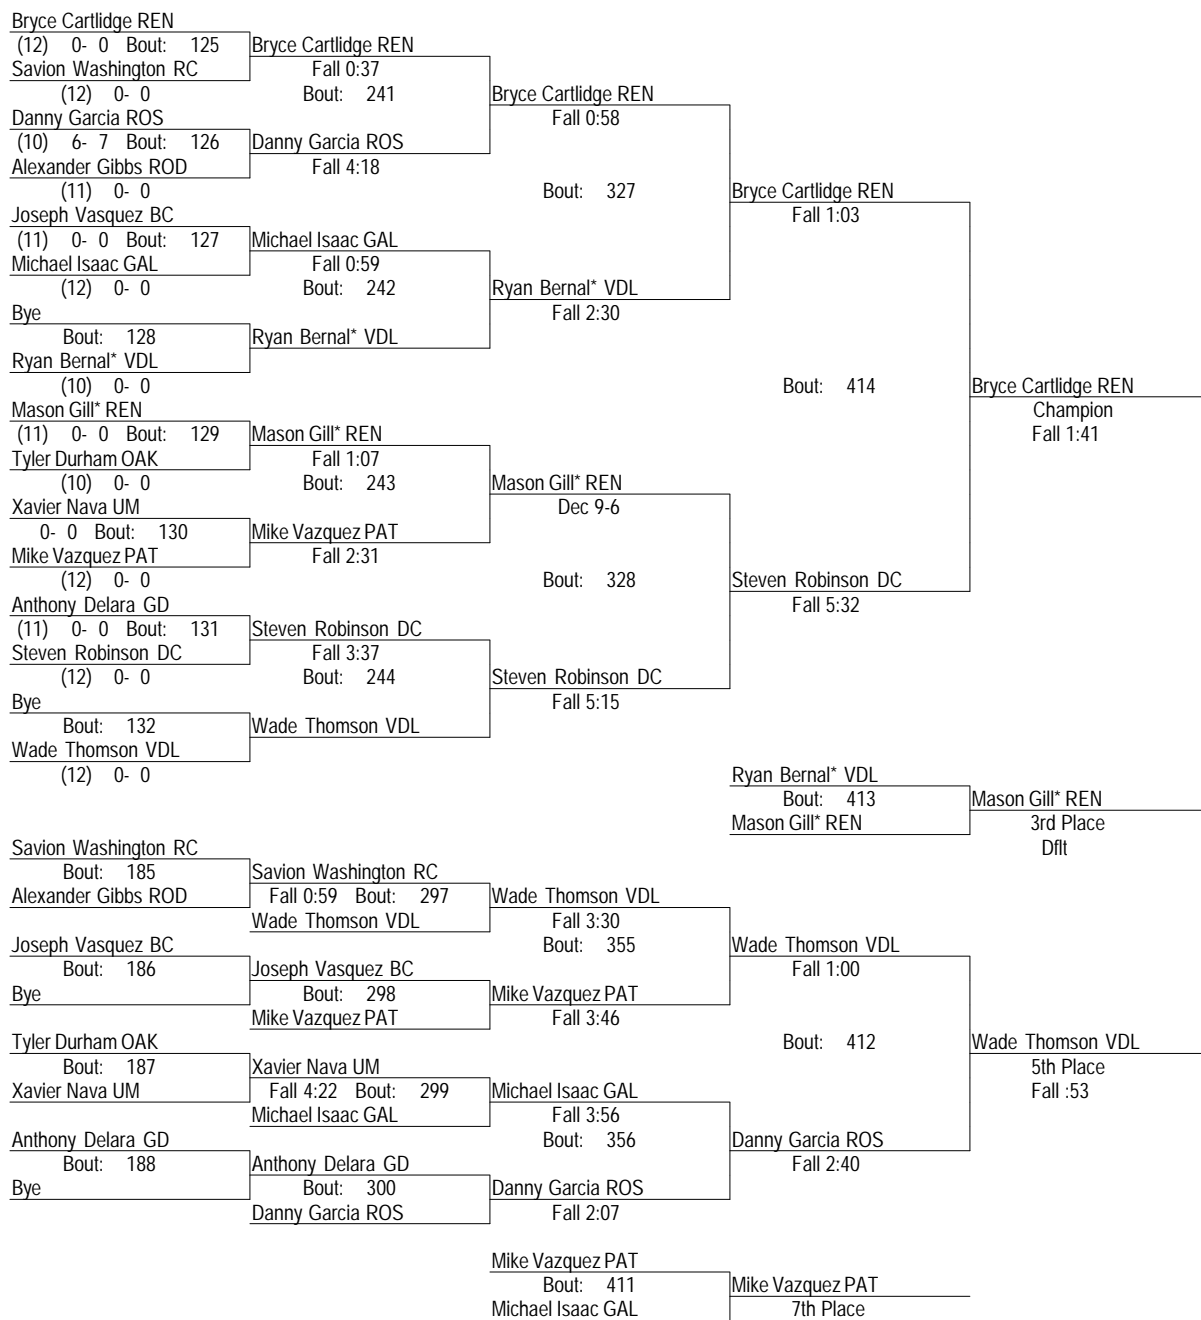 Bryce Cartlidge REN
(12) 0- 0 Bout: 125 Bryce Cartlidge REN
Savion Washington RC Fall 0:37
(12) 0- 0 Bout: 241 Bryce Cartlidge REN
Danny Garcia ROS Fall 0:58
(10) 6- 7 Bout: 126 Danny Garcia ROS
Alexander Gibbs ROD Fall 4:18
(11) 0- 0 Bout: 327 Bryce Cartlidge REN
Joseph Vasquez BC Fall 1:03
(11) 0- 0 Bout: 127 Michael Isaac GAL
Michael Isaac GAL Fall 0:59
(12) 0- 0 Bout: 242 Ryan Bernal* VDL
Bye Fall 2:30
Bout: 128 Ryan Bernal* VDL
Ryan Bernal* VDL
(10) 0- 0 Bout: 414 Bryce Cartlidge REN
Mason Gill* REN Champion
(11) 0- 0 Bout: 129 Mason Gill* REN Fall 1:41
Tyler Durham OAK Fall 1:07
(10) 0- 0 Bout: 243 Mason Gill* REN
Xavier Nava UM Dec 9-6
0- 0 Bout: 130 Mike Vazquez PAT
Mike Vazquez PAT Fall 2:31
(12) 0- 0 Bout: 328 Steven Robinson DC
Anthony Delara GD Fall 5:32
(11) 0- 0 Bout: 131 Steven Robinson DC
Steven Robinson DC Fall 3:37
(12) 0- 0 Bout: 244 Steven Robinson DC
Bye Fall 5:15
Bout: 132 Wade Thomson VDL
Wade Thomson VDL
(12) 0- 0 Ryan Bernal* VDL
Bout: 413 Mason Gill* REN
Mason Gill* REN 3rd Place
Savion Washington RC Dflt
Bout: 185 Savion Washington RC
Alexander Gibbs ROD Fall 0:59 Bout: 297 Wade Thomson VDL
Wade Thomson VDL Fall 3:30
Joseph Vasquez BC Bout: 355 Wade Thomson VDL
Bout: 186 Joseph Vasquez BC Fall 1:00
Bye Bout: 298 Mike Vazquez PAT
Mike Vazquez PAT Fall 3:46
Tyler Durham OAK Bout: 412 Wade Thomson VDL
Bout: 187 Xavier Nava UM 5th Place
Xavier Nava UM Fall 4:22 Bout: 299 Michael Isaac GAL Fall :53
Michael Isaac GAL Fall 3:56
Anthony Delara GD Bout: 356 Danny Garcia ROS
Bout: 188 Anthony Delara GD Fall 2:40
Bye Bout: 300 Danny Garcia ROS
Danny Garcia ROS Fall 2:07
Mike Vazquez PAT
Bout: 411 Mike Vazquez PAT
Michael Isaac GAL 7th Place